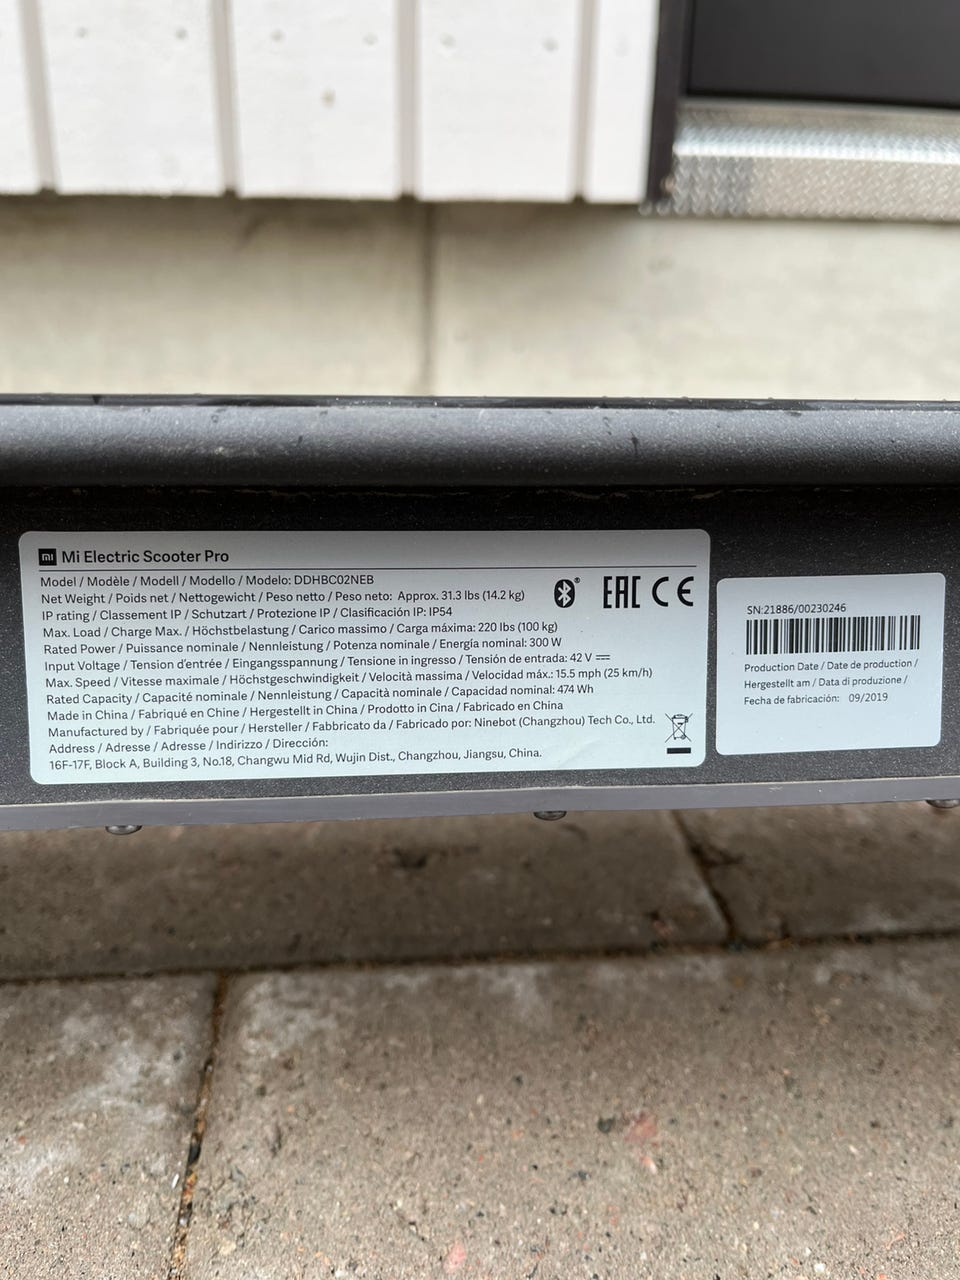 mi Mi Electric Scooter Pro
Model / Modèle / Modell / Modello / Modelo: DDHBC02NEB
Net Weight / Poids net / Nettogewicht / Peso netto / Peso neto: Approx. 31.3 lbs (14.2 kg)
IP rating / Classement IP / Schutzart / Protezione IP / Clasificación IP: IP54
Max. Load / Charge Max. / Höchstbelastung / Carico massimo / Carga máxima: 220 lbs (100 kg)
Rated Power / Puissance nominale / Nennleistung / Potenza nominale / Energía nominal: 300 W
Input Voltage / Tension d'entrée / Eingangsspannung / Tensione in ingresso / Tensión de entrada: 42 V ⎓
Max. Speed / Vitesse maximale / Höchstgeschwindigkeit / Velocità massima / Velocidad máx.: 15.5 mph (25 km/h)
Rated Capacity / Capacité nominale / Nennleistung / Capacità nominale / Capacidad nominal: 474 Wh
Made in China / Fabriqué en Chine / Hergestellt in China / Prodotto in Cina / Fabricado en China
Manufactured by / Fabriquée pour / Hersteller / Fabbricato da / Fabricado por: Ninebot (Changzhou) Tech Co., Ltd.
Address / Adresse / Adresse / Indirizzo / Dirección:
16F-17F, Block A, Building 3, No.18, Changwu Mid Rd, Wujin Dist., Changzhou, Jiangsu, China.
EAC CE
SN:21886/00230246
Production Date / Date de production /
Hergestellt am / Data di produzione /
Fecha de fabricación: 09/2019